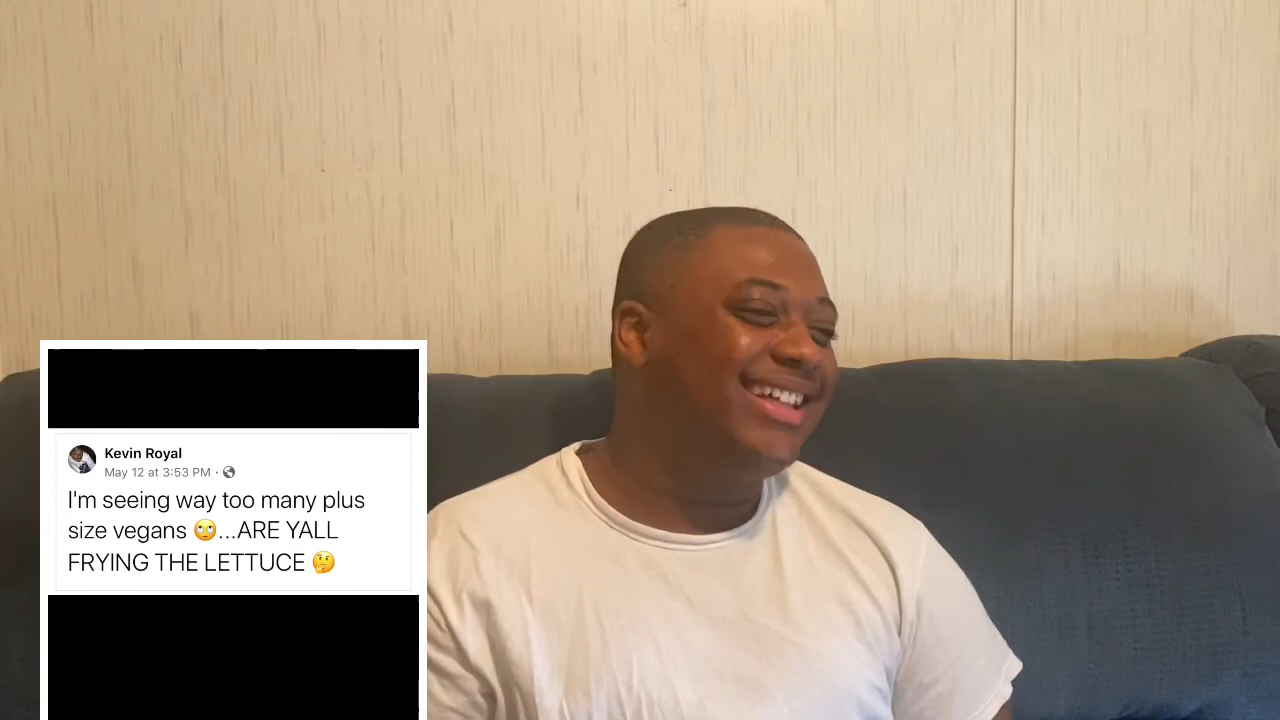 Kevin Royal
May 12 at 3:53 PM ·
I'm seeing way too many plus
size vegans 🙄...ARE YALL
FRYING THE LETTUCE 🤔